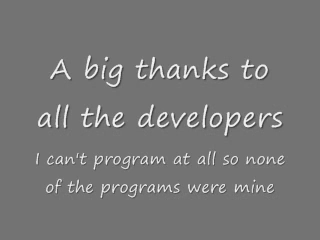 A big thanks to
all the developers
I can't program at all so none
of the programs were mine